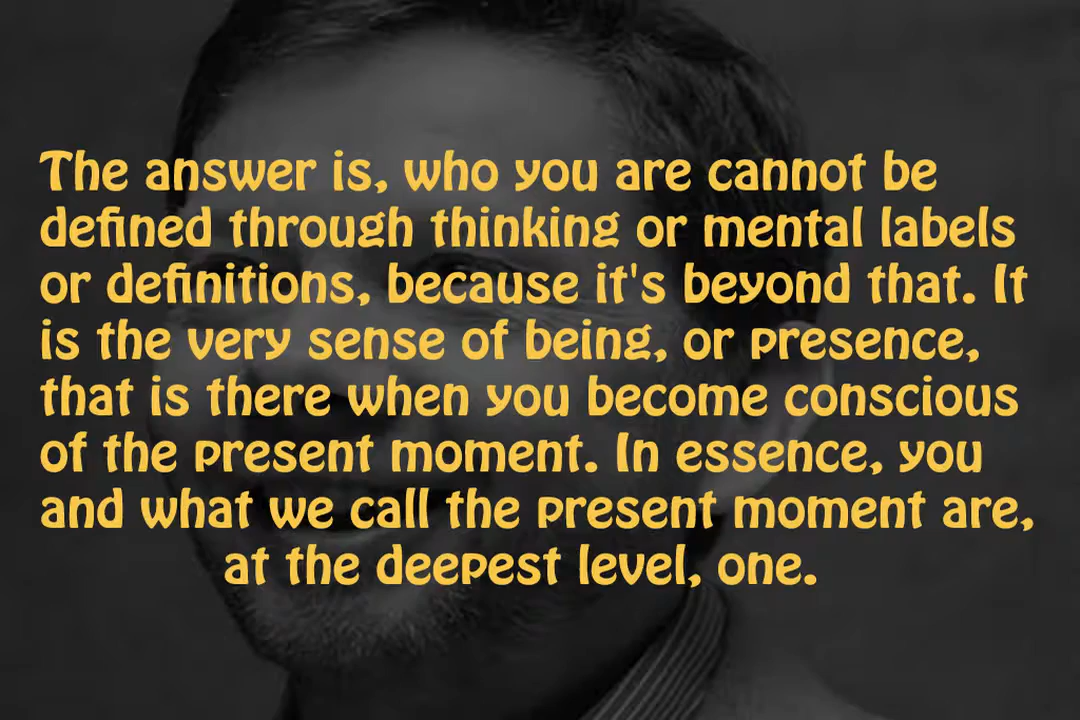 The answer is, who you are cannot be
defined through thinking or mental labels
or definitions, because it's beyond that. It
is the very sense of being, or presence,
that is there when you become conscious
of the present moment. In essence, you
and what we call the present moment are,
at the deepest level, one.